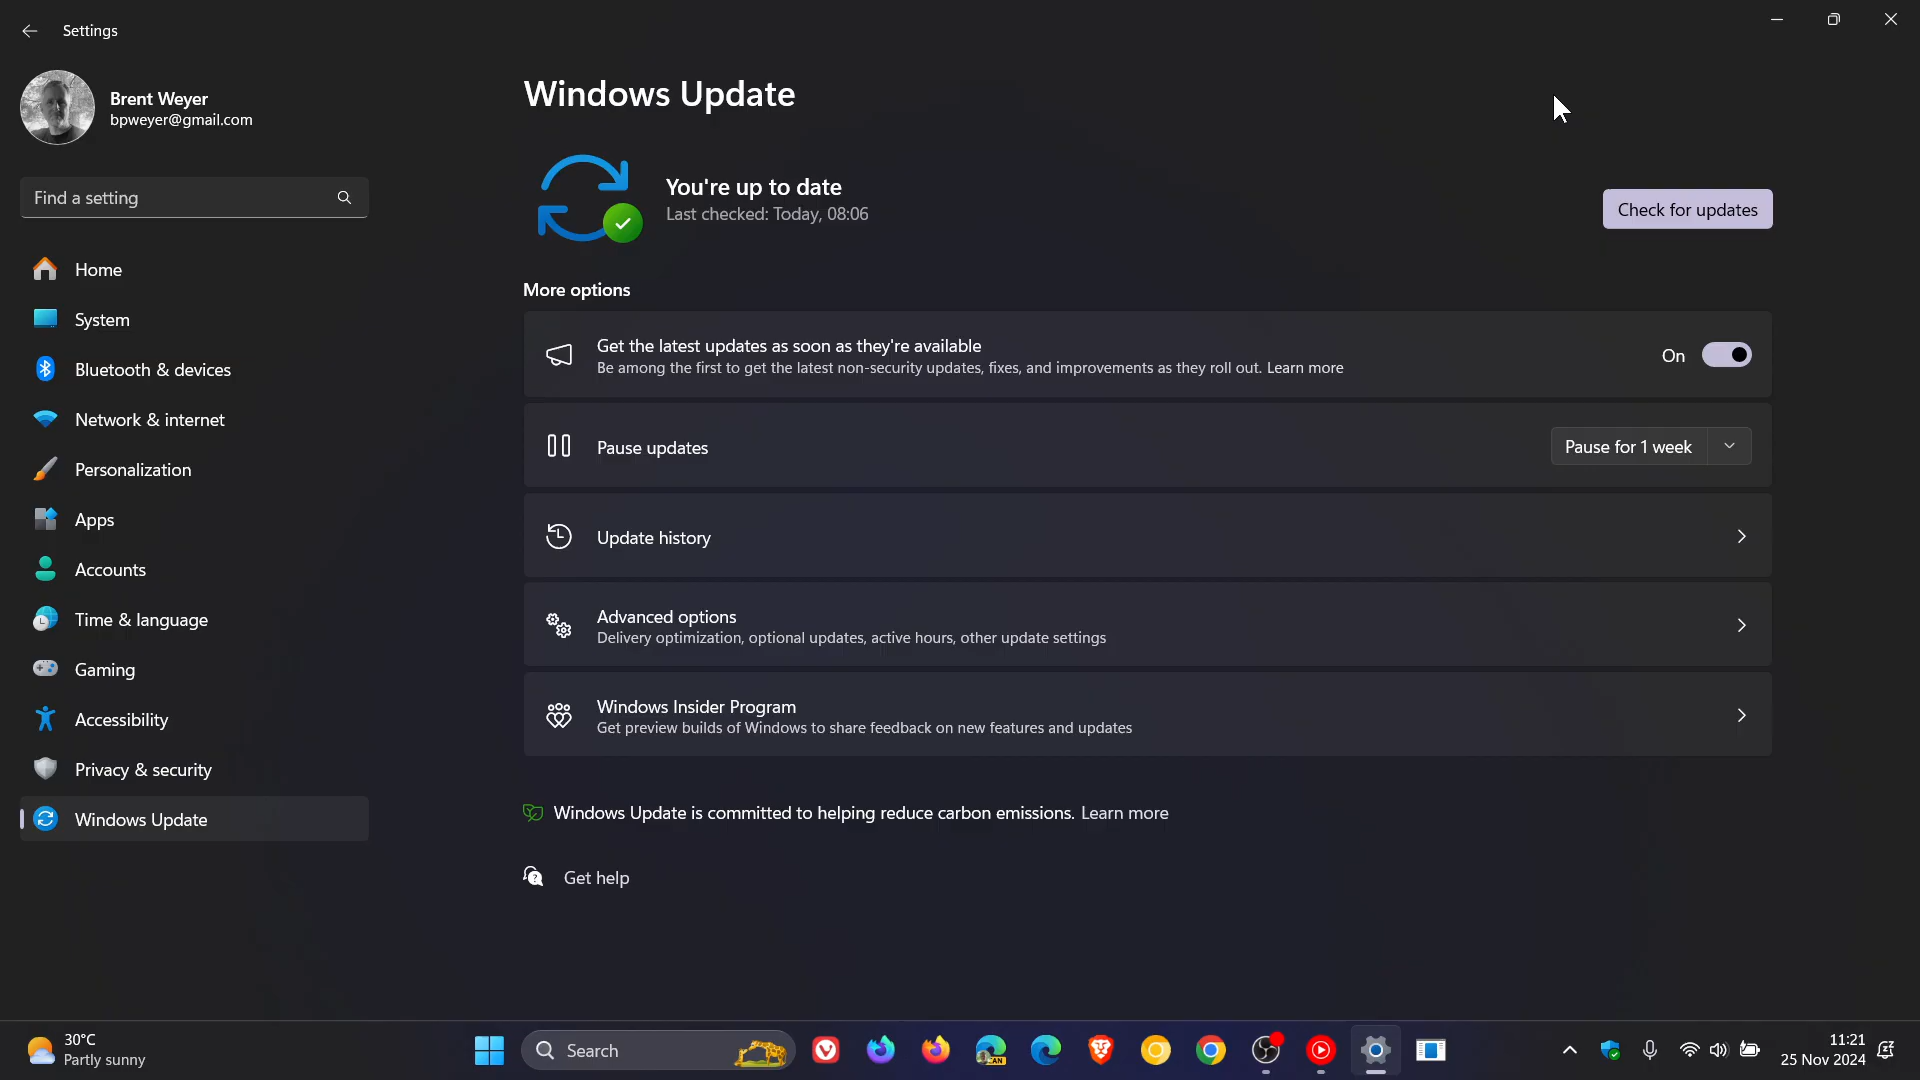 Settings
Brent Weyer
bpweyer@gmail.com
Find a setting
Home
System
Bluetooth & devices
Network & internet
Personalization
Apps
Accounts
Time & language
Gaming
Accessibility
Privacy & security
Windows Update
Windows Update
You're up to date
Last checked: Today, 08:06
Check for updates
More options
Get the latest updates as soon as they're available
Be among the first to get the latest non-security updates, fixes, and improvements as they roll out. Learn more
On
Pause updates
Pause for 1 week
Update history
Advanced options
Delivery optimization, optional updates, active hours, other update settings
Windows Insider Program
Get preview builds of Windows to share feedback on new features and updates
Windows Update is committed to helping reduce carbon emissions. Learn more
Get help
30°C
Partly sunny
Search
CAN
11:21
25 Nov 2024